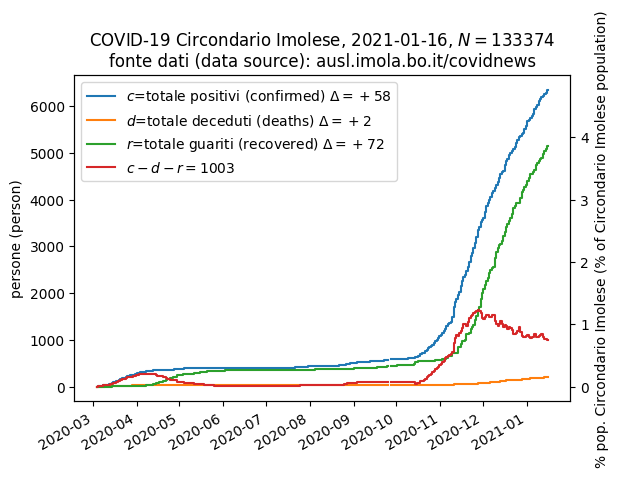 COVID-19 Circondario Imolese, 2021-01-16, N = 133374
fonte dati (data source): ausl.imola.bo.it/covidnews
c=totale positivi (confirmed) Δ = +58
d=totale deceduti (deaths) Δ = +2
r=totale guariti (recovered) Δ = +72
c − d − r = 1003
persone (person)
6000
5000
4000
3000
2000
1000
0
4
3
2
1
0
% pop. Circondario Imolese (% of Circondario Imolese population)
2020-03
2020-04
2020-05
2020-06
2020-07
2020-08
2020-09
2020-10
2020-11
2020-12
2021-01